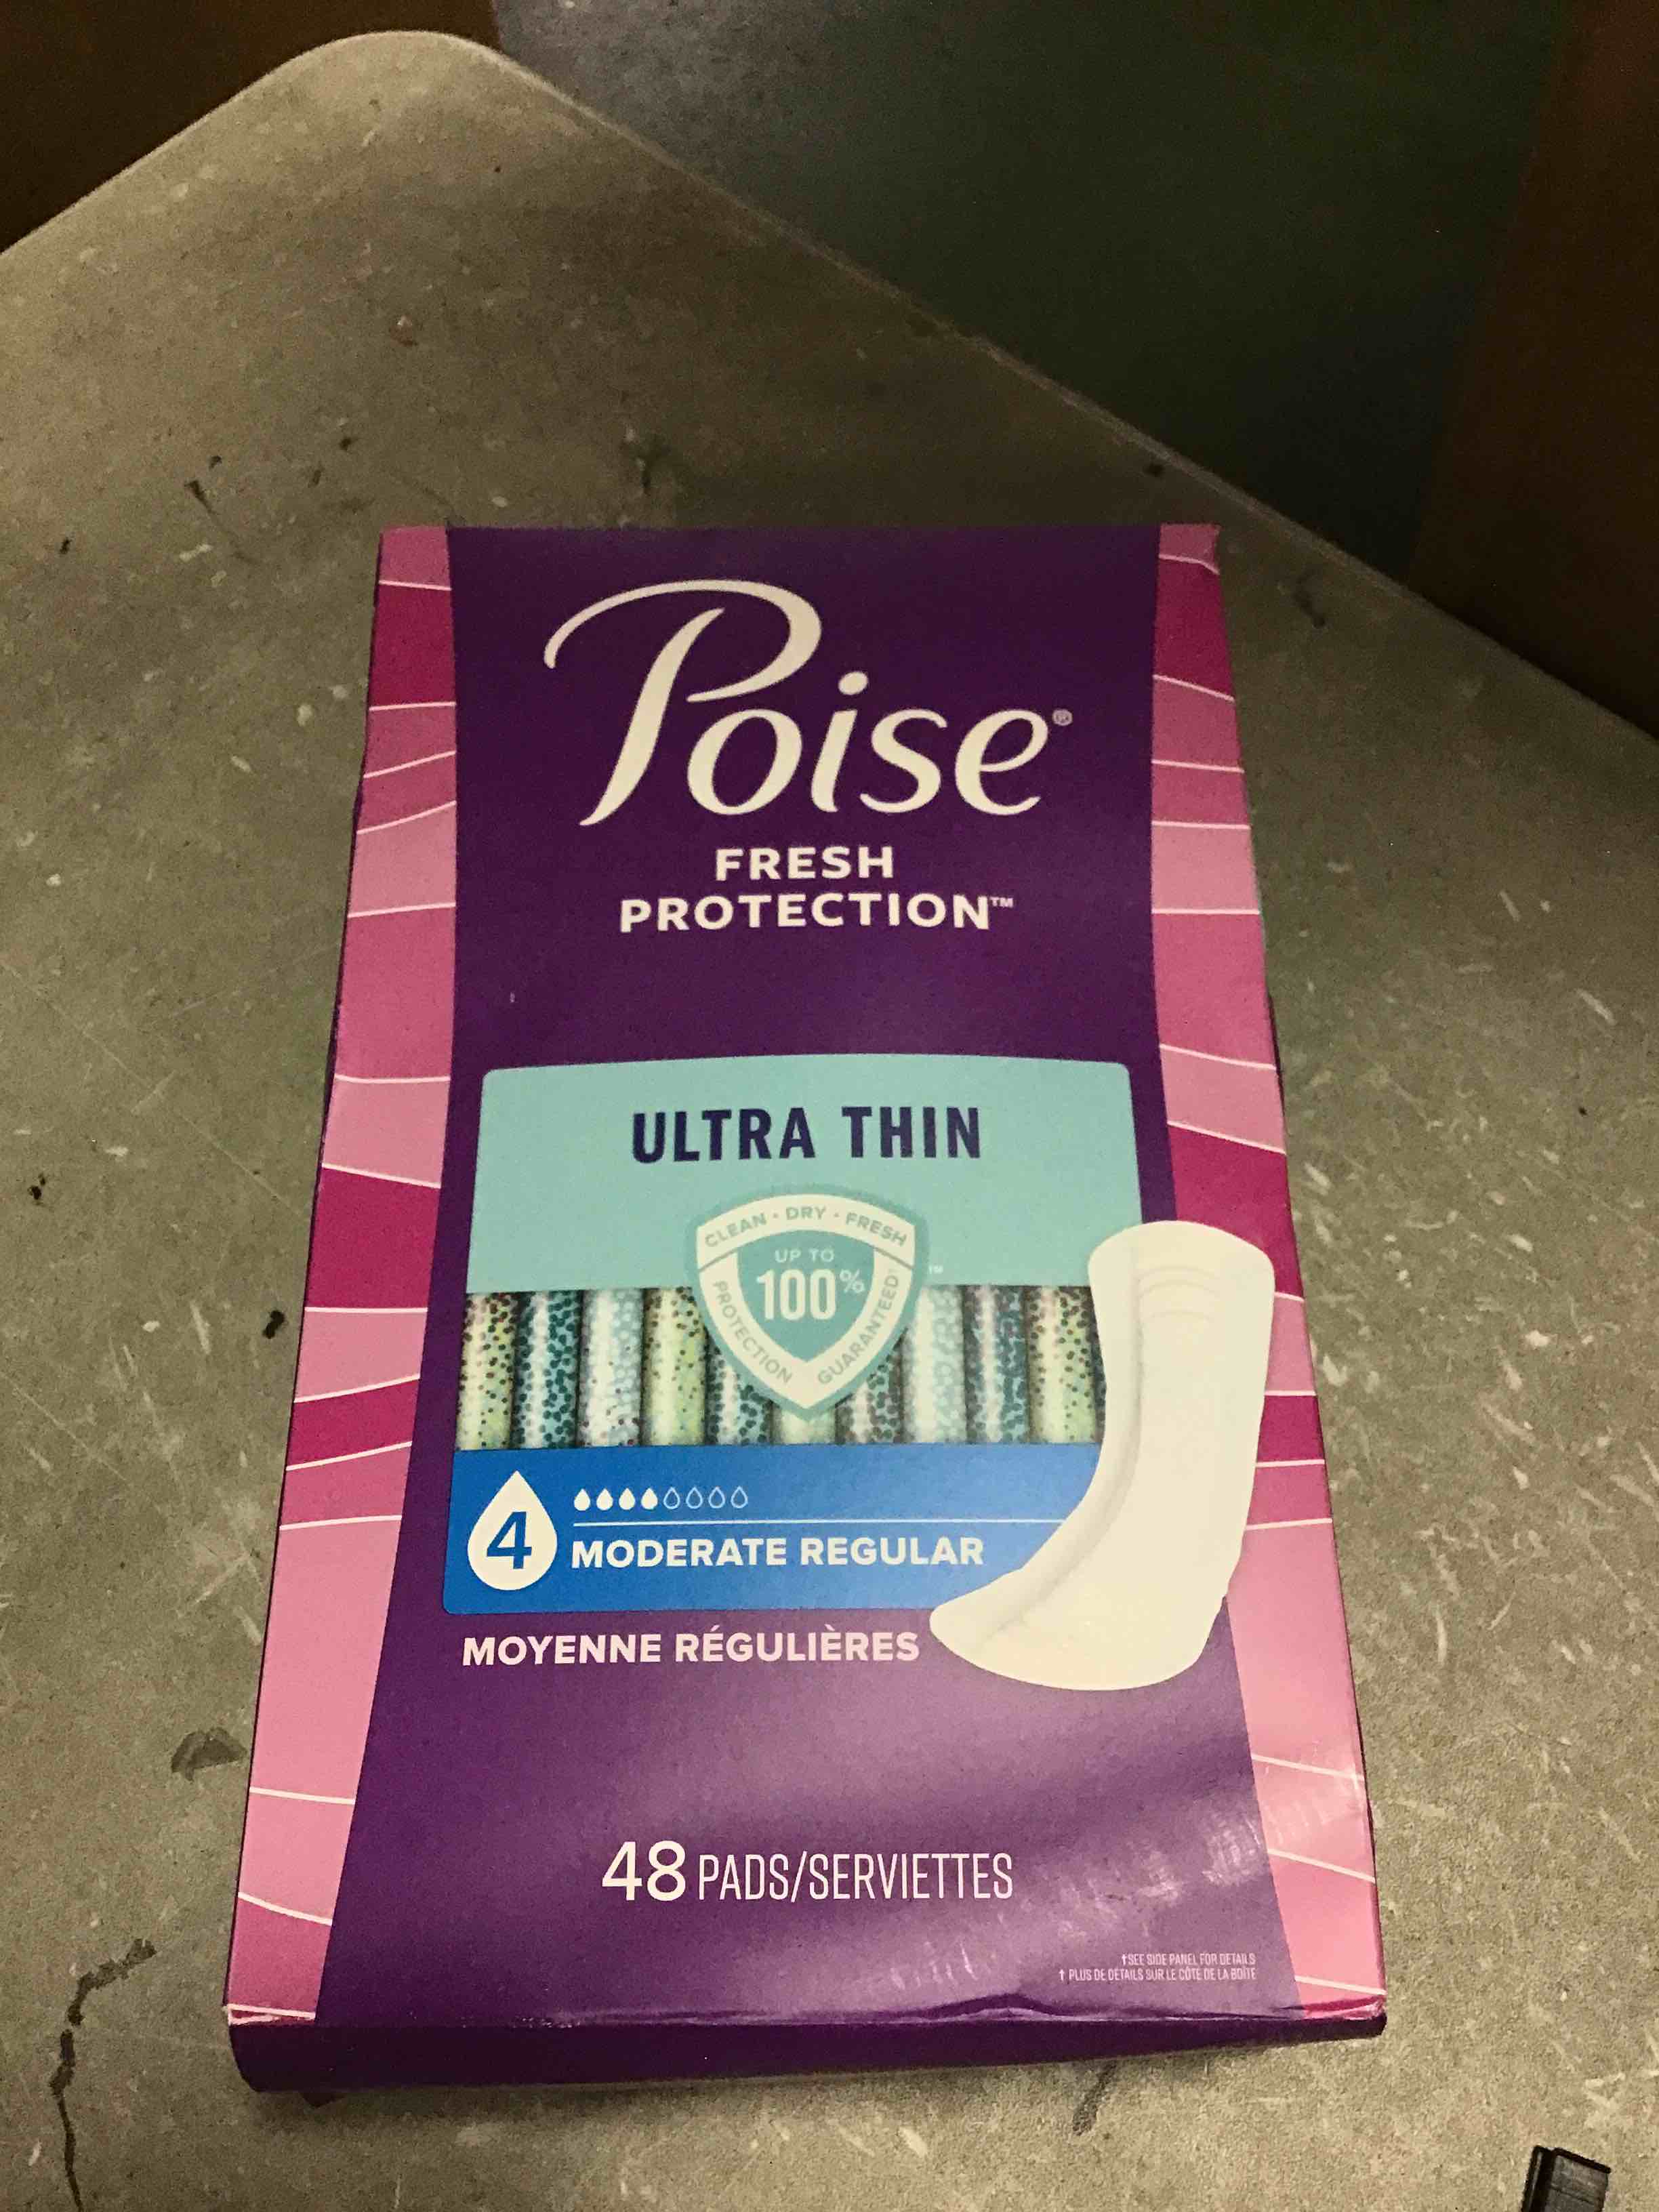 Poise®
FRESH
PROTECTION™
ULTRA THIN
CLEAN • DRY • FRESH
UP TO
100%
PROTECTION GUARANTEED†
™
4
MODERATE REGULAR
MOYENNE RÉGULIÈRES
48 PADS/SERVIETTES
†SEE SIDE PANEL FOR DETAILS
† PLUS DE DÉTAILS SUR LE CÔTÉ DE LA BOÎTE